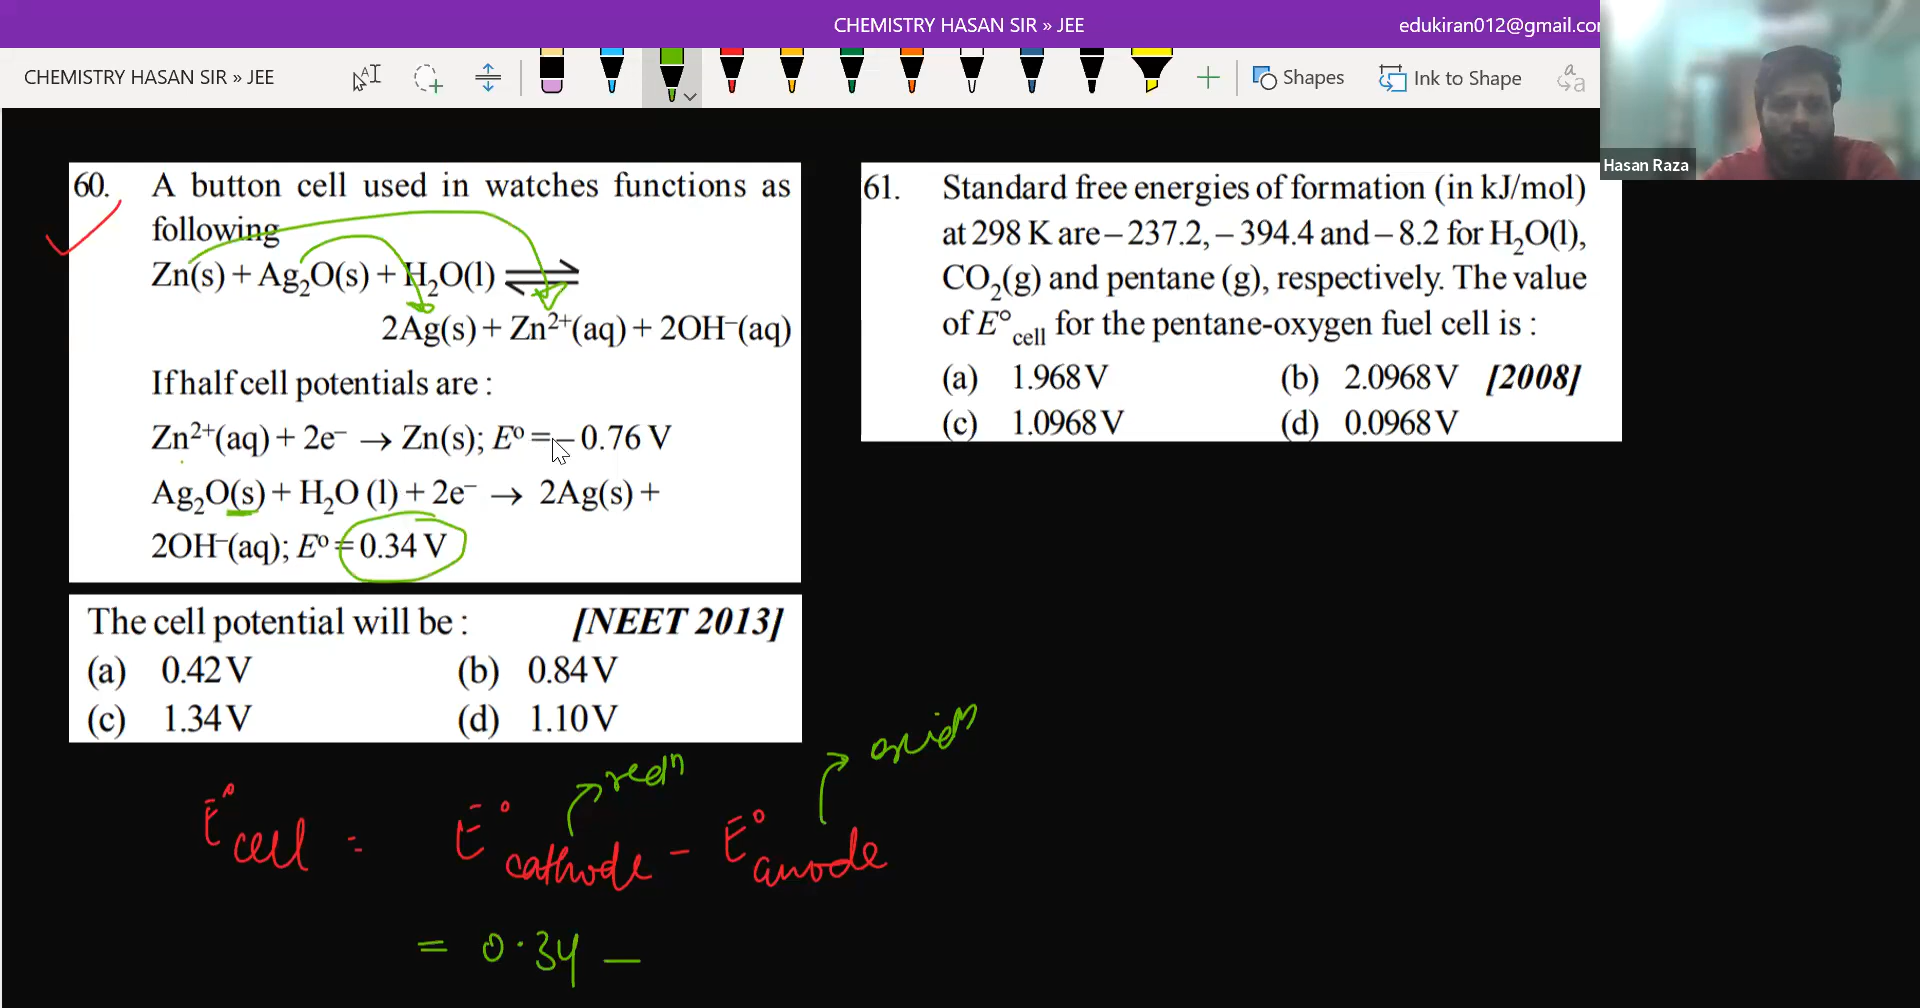 CHEMISTRY HASAN SIR » JEE
edukiran012@gmail.co
CHEMISTRY HASAN SIR » JEE
Shapes
Ink to Shape
Hasan Raza
60. A button cell used in watches functions as
following
Zn(s) + Ag₂O(s) + H₂O(l) ⇌
2Ag(s) + Zn²⁺(aq) + 2OH⁻(aq)
If half cell potentials are :
Zn²⁺(aq) + 2e⁻ → Zn(s); Eº = – 0.76 V
Ag₂O(s) + H₂O (l) + 2e⁻ → 2Ag(s) +
2OH⁻(aq); Eº = 0.34 V
The cell potential will be : [NEET 2013]
(a) 0.42 V (b) 0.84 V
(c) 1.34 V (d) 1.10 V
61. Standard free energies of formation (in kJ/mol)
at 298 K are – 237.2, – 394.4 and – 8.2 for H₂O(l),
CO₂(g) and pentane (g), respectively. The value
of E°cell for the pentane-oxygen fuel cell is :
(a) 1.968 V (b) 2.0968 V [2008]
(c) 1.0968 V (d) 0.0968 V
redn
oxidn
E°cell = E°cathode - E°anode
= 0.34 —